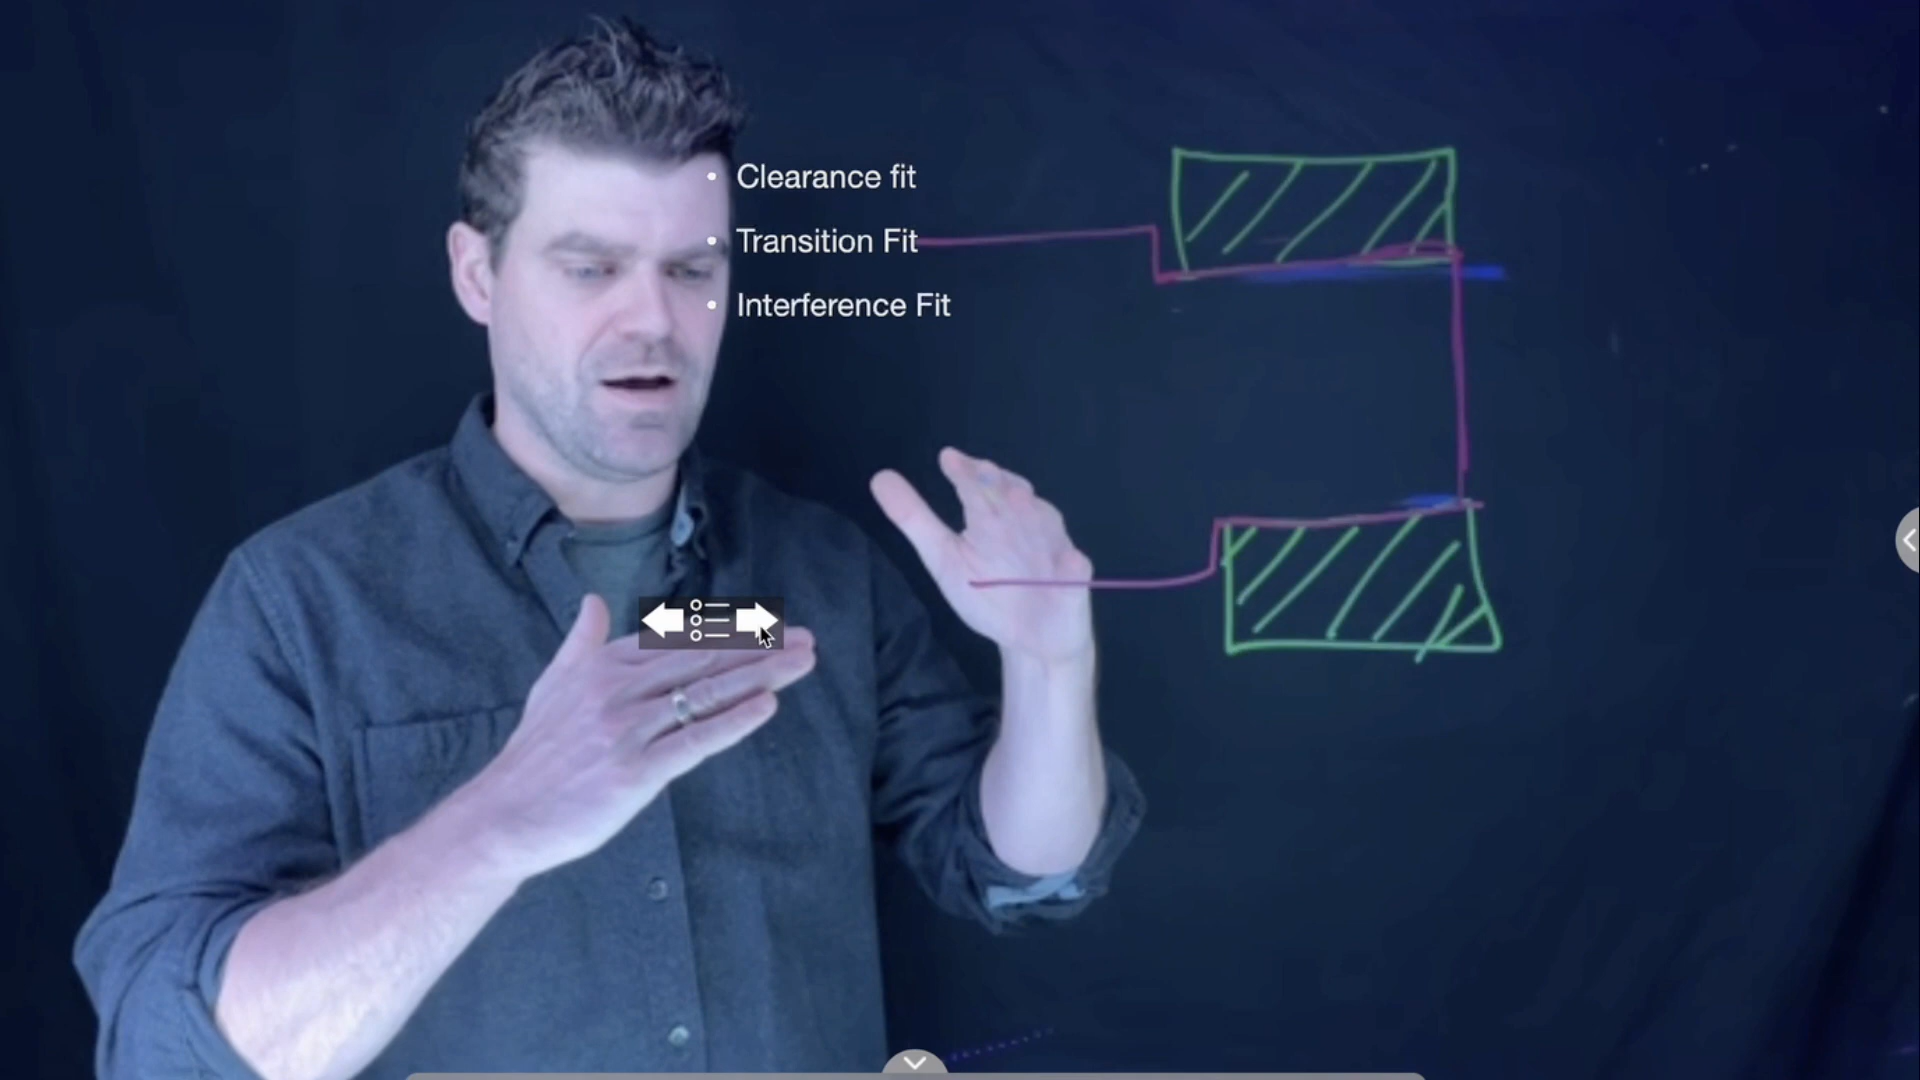 • Clearance fit
• Transition Fit
• Interference Fit